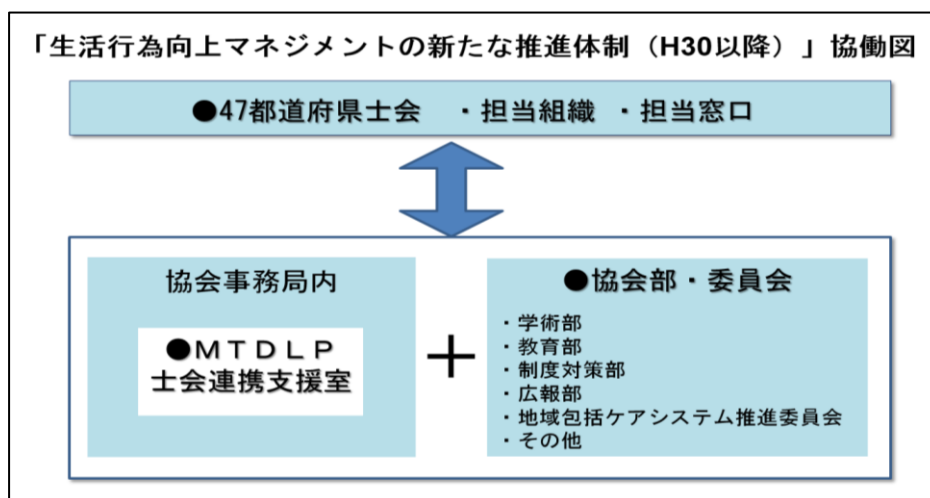 「生活行為向上マネジメントの新たな推進体制（H30以降）」協働図
●47都道府県士会　・担当組織　・担当窓口
協会事務局内
●ＭＴＤＬＰ
士会連携支援室
＋
●協会部・委員会
・学術部
・教育部
・制度対策部
・広報部
・地域包括ケアシステム推進委員会
・その他